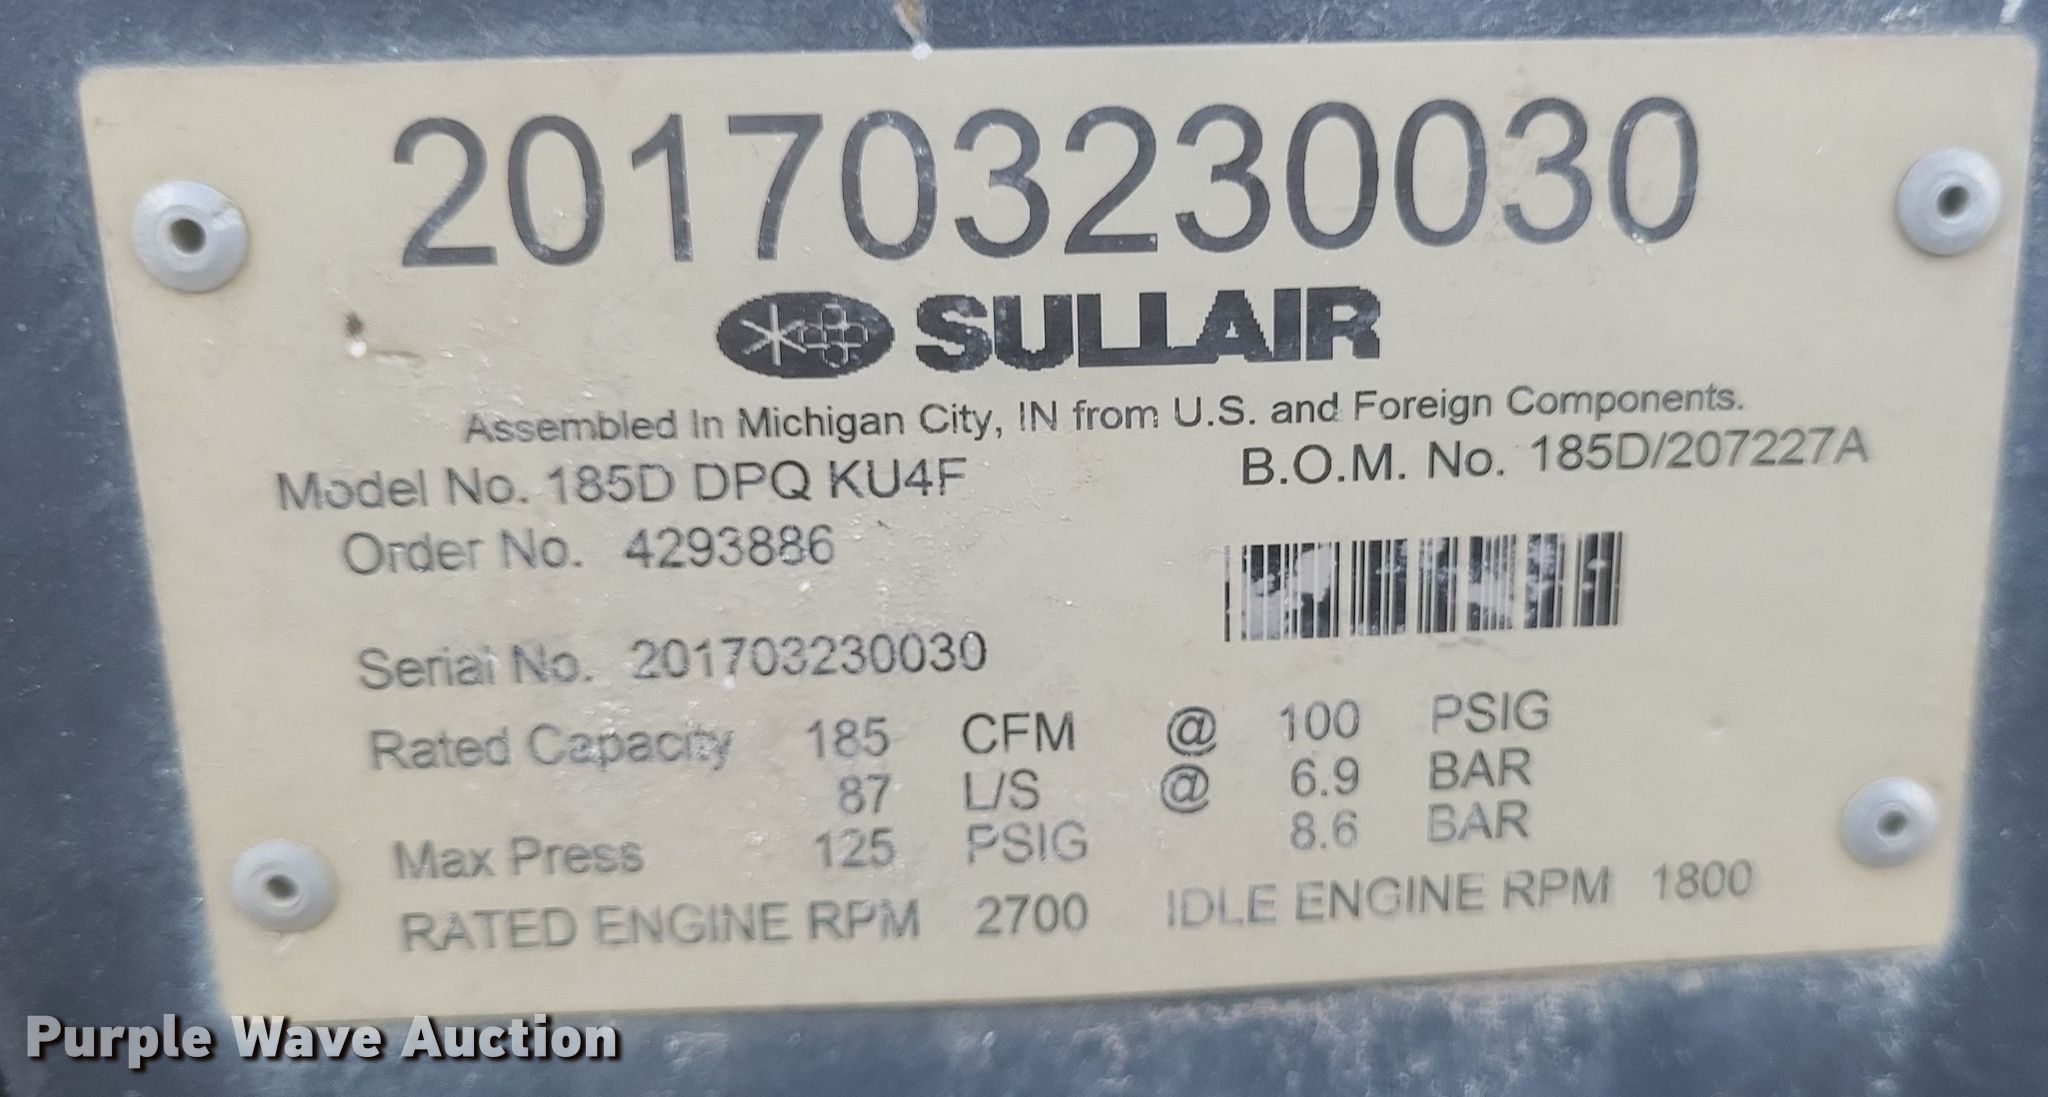 201703230030
SULLAIR
Assembled In Michigan City, IN from U.S. and Foreign Components.
Model No. 185D DPQ KU4F
B.O.M. No. 185D/207227A
Order No. 4293886
Serial No. 201703230030
Rated Capacity 185 CFM @ 100 PSIG
87 L/S @ 6.9 BAR
Max Press 125 PSIG 8.6 BAR
RATED ENGINE RPM 2700 IDLE ENGINE RPM 1800
Purple Wave Auction